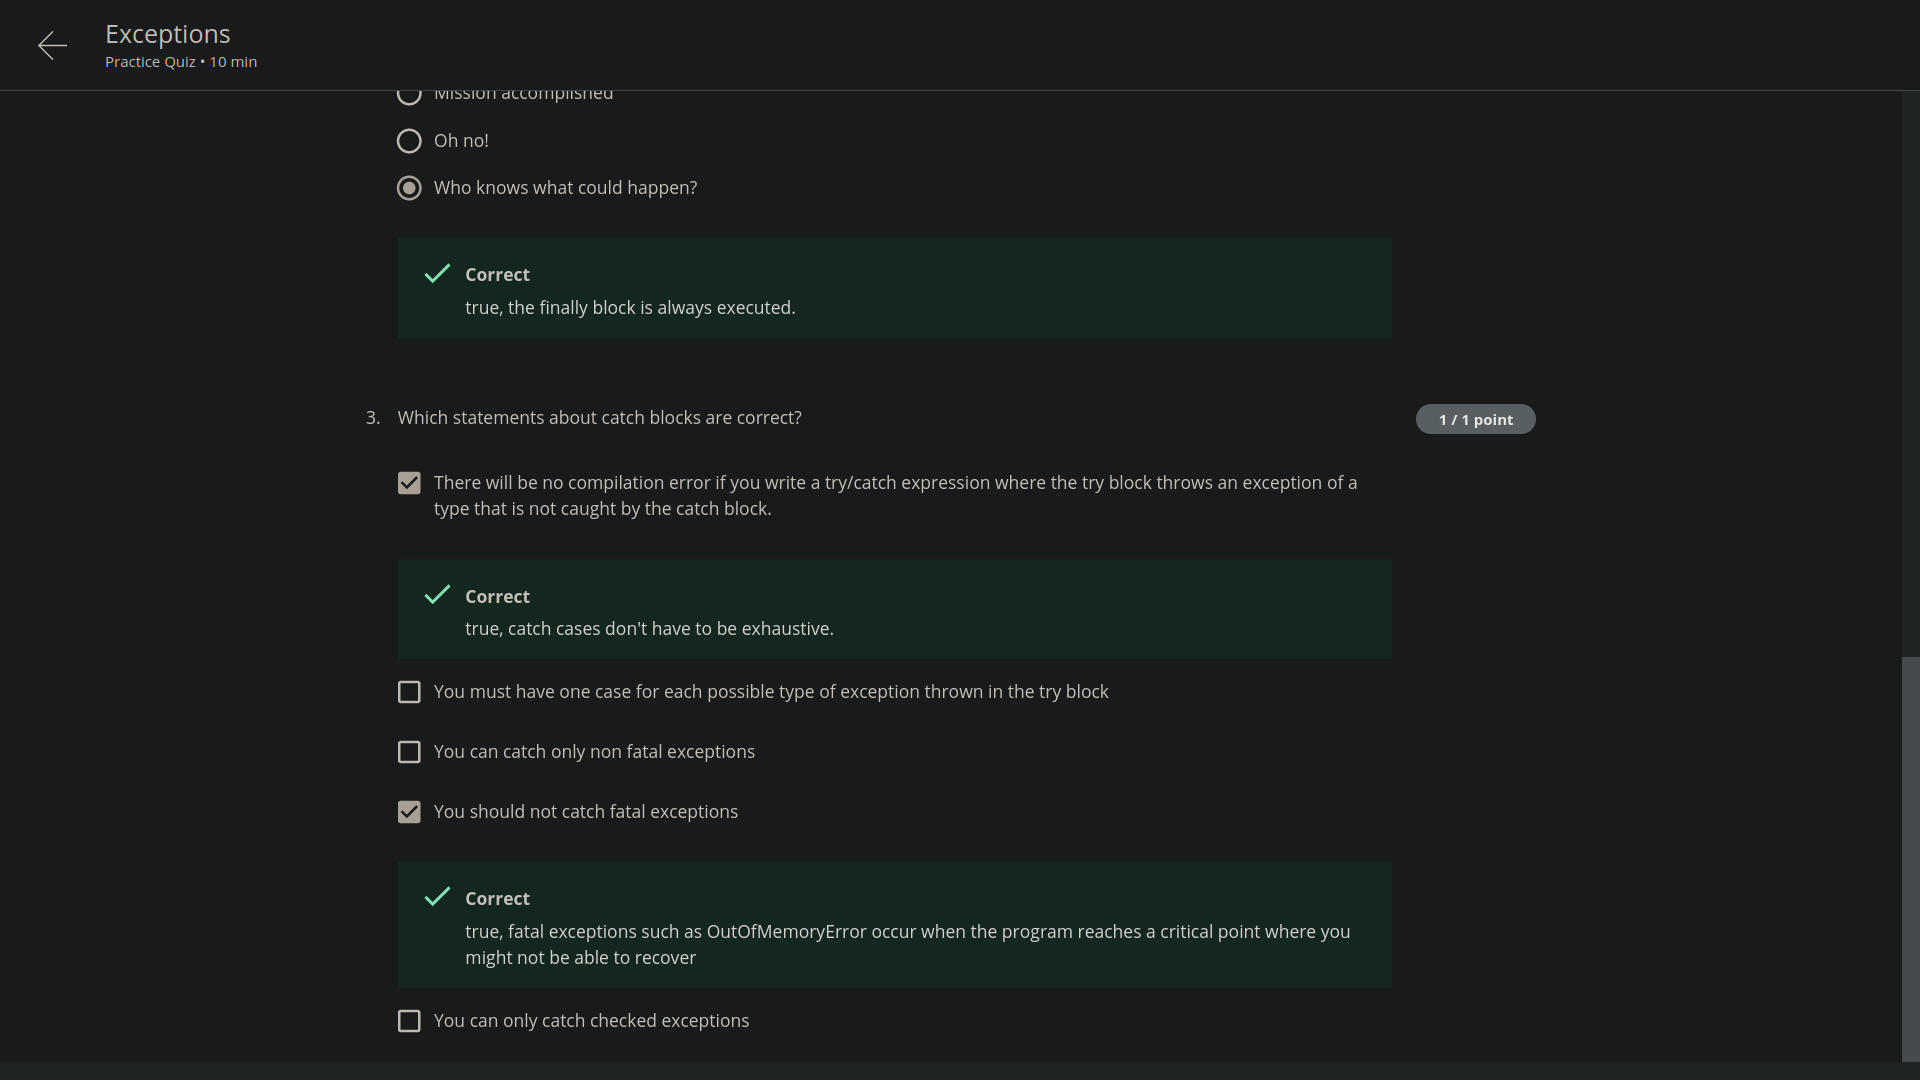 Exceptions
Practice Quiz • 10 min
Mission accomplished
Oh no!
Who knows what could happen?
Correct
true, the finally block is always executed.
3. Which statements about catch blocks are correct?
1 / 1 point
There will be no compilation error if you write a try/catch expression where the try block throws an exception of a
type that is not caught by the catch block.
Correct
true, catch cases don't have to be exhaustive.
You must have one case for each possible type of exception thrown in the try block
You can catch only non fatal exceptions
You should not catch fatal exceptions
Correct
true, fatal exceptions such as OutOfMemoryError occur when the program reaches a critical point where you
might not be able to recover
You can only catch checked exceptions